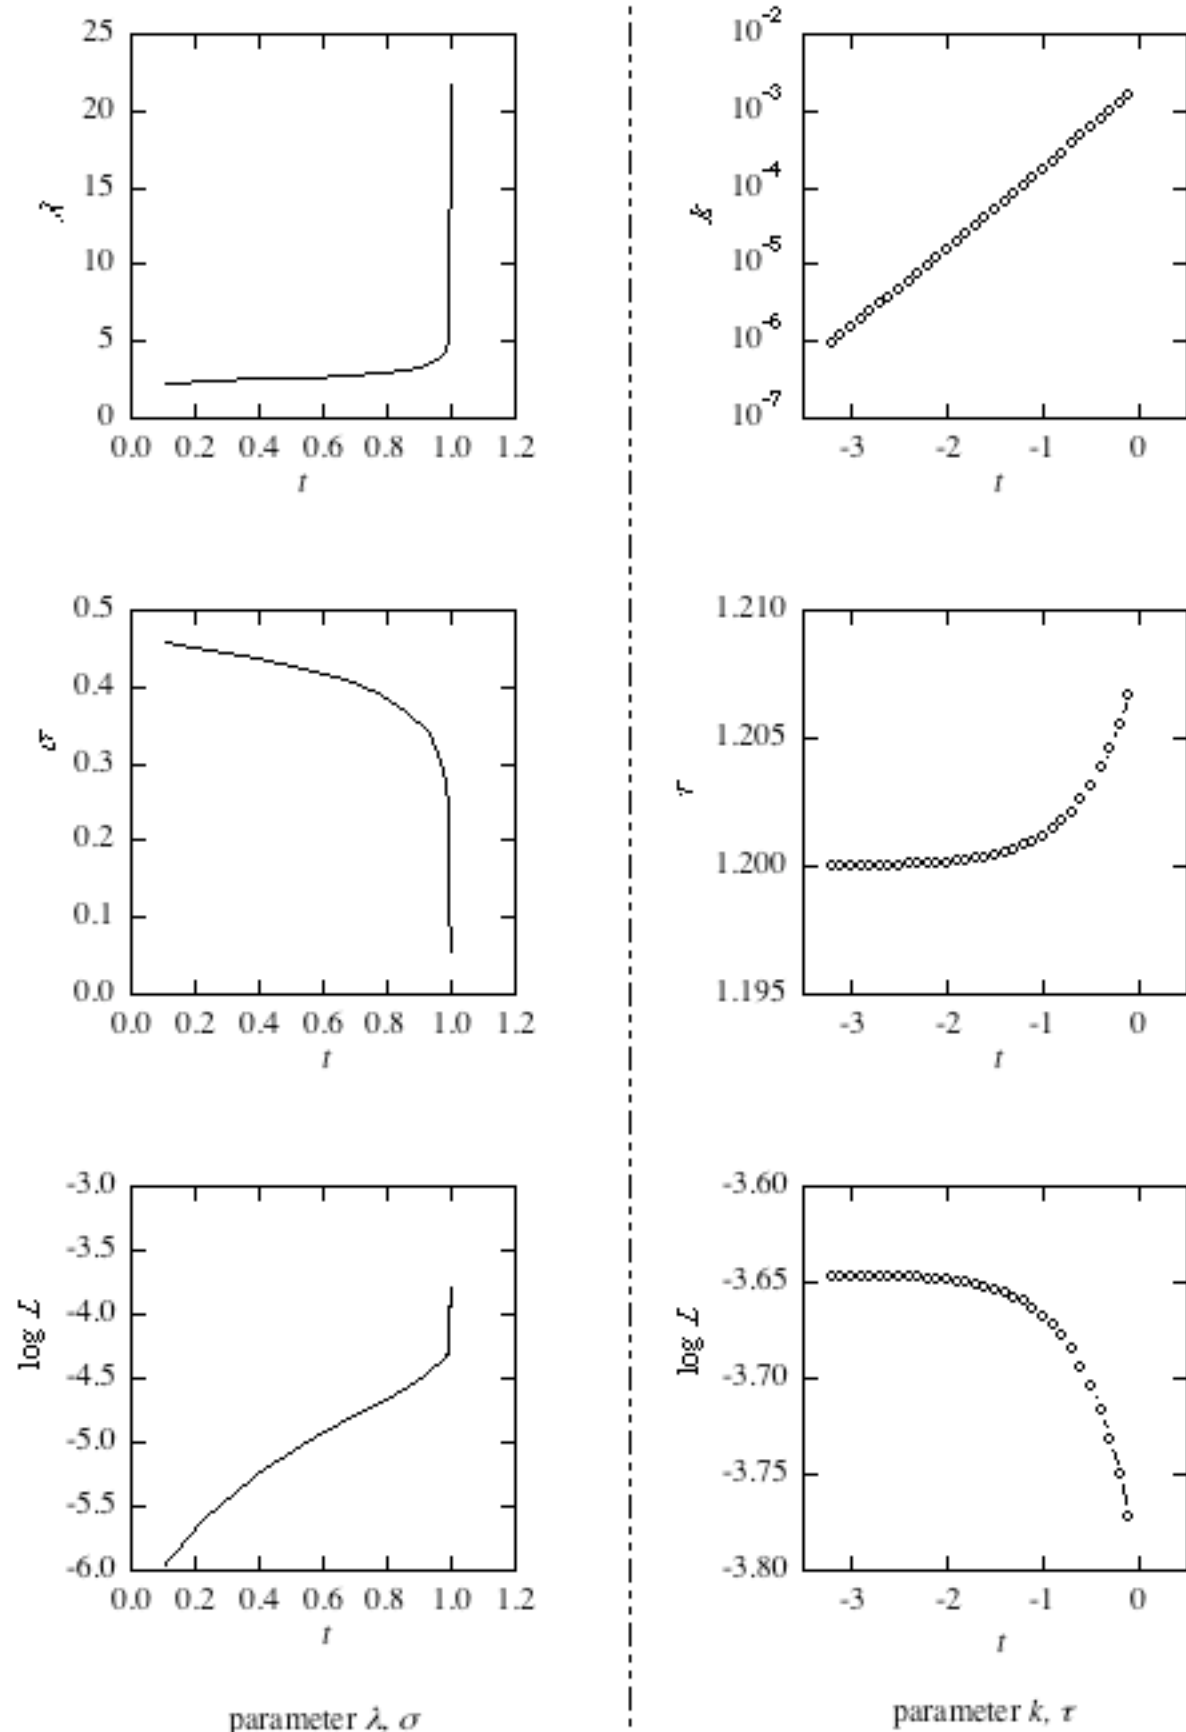 25
20
15
10
5
0
λ
0.0 0.2 0.4 0.6 0.8 1.0 1.2
t
10-2
10-3
10-4
10-5
10-6
10-7
k
-3 -2 -1 0
t
0.5
0.4
0.3
0.2
0.1
0.0
σ
0.0 0.2 0.4 0.6 0.8 1.0 1.2
t
1.210
1.205
1.200
1.195
τ
-3 -2 -1 0
t
-3.0
-3.5
-4.0
-4.5
-5.0
-5.5
-6.0
log L
0.0 0.2 0.4 0.6 0.8 1.0 1.2
t
-3.60
-3.65
-3.70
-3.75
-3.80
log L
-3 -2 -1 0
t
parameter λ, σ
parameter k, τ